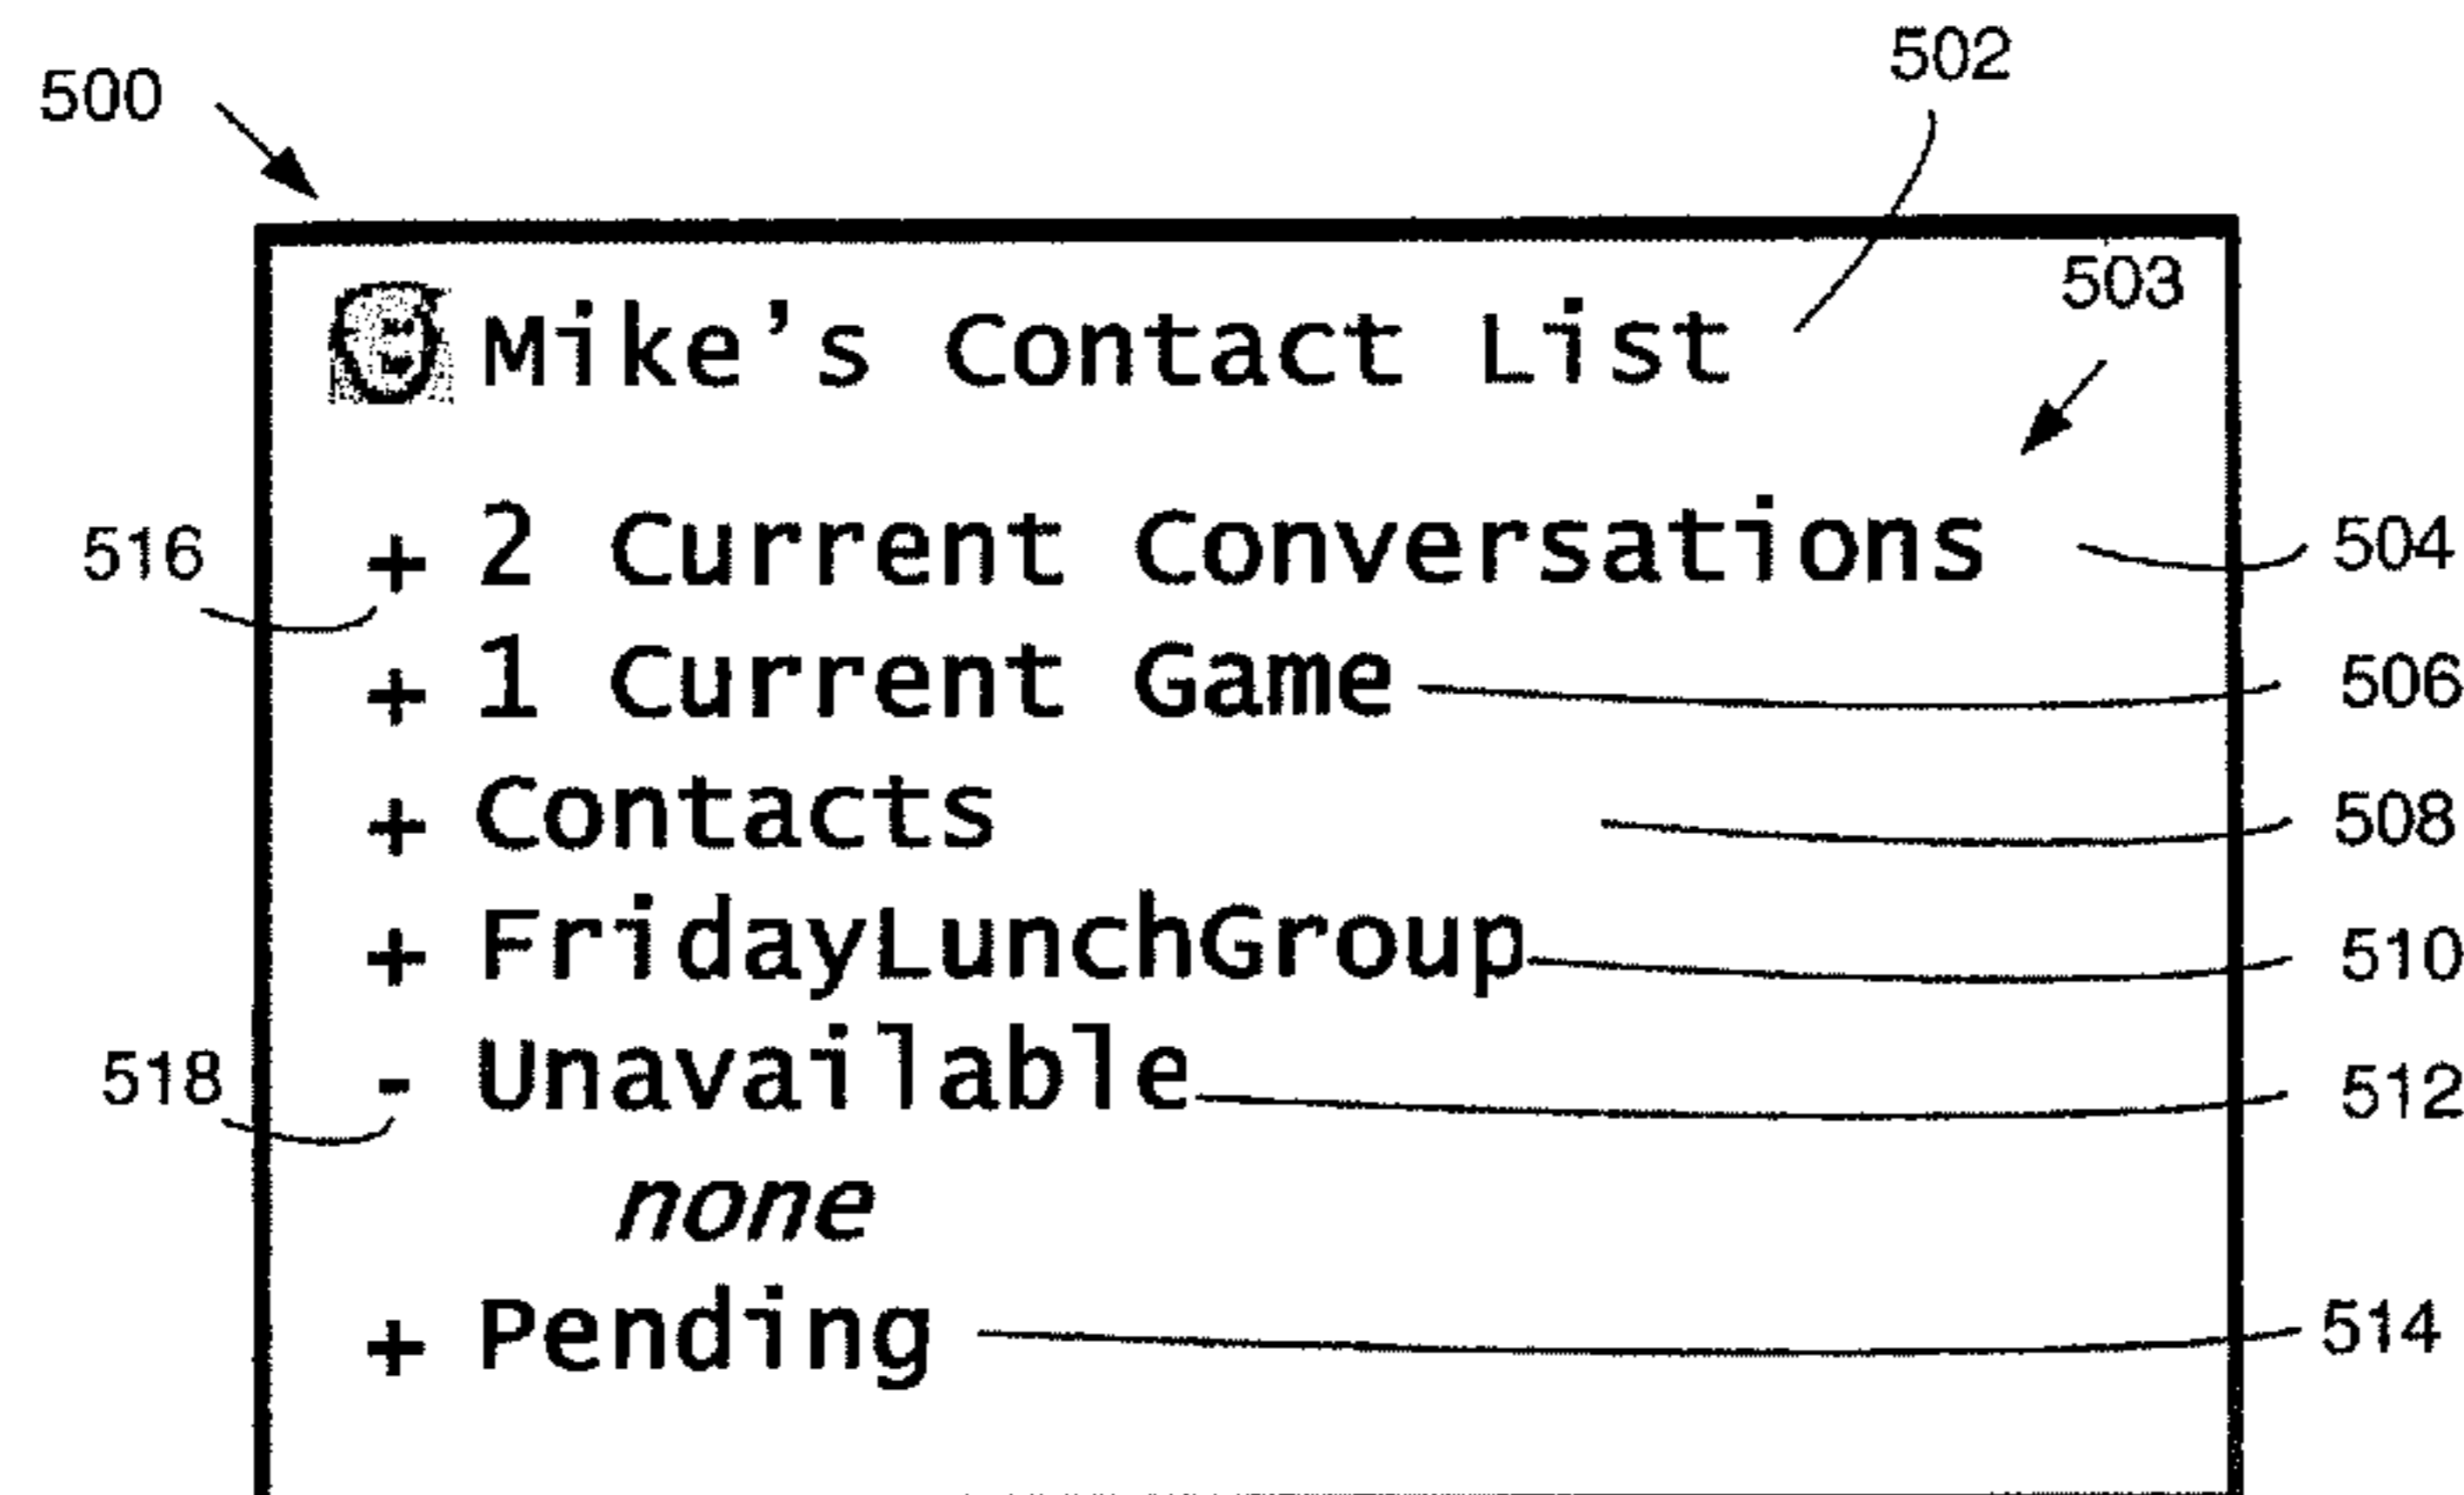 500
502
503
Mike's Contact List
516 + 2 Current Conversations 504
+ 1 Current Game 506
+ Contacts 508
+ FridayLunchGroup 510
518 - Unavailable 512
none
+ Pending 514